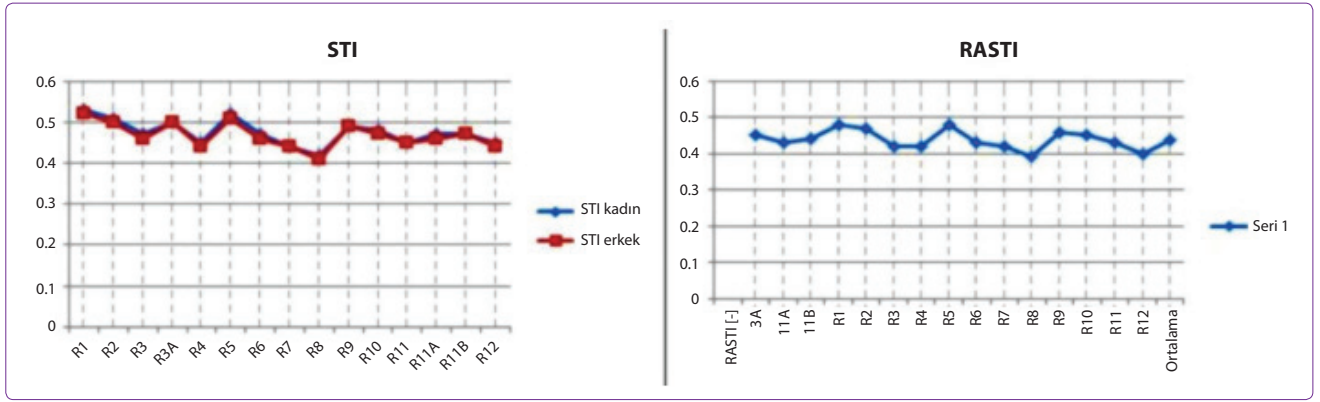 STI
0.6
0.5
0.4
0.3
0.2
0.1
0
R1
R2
R3
R3A
R4
R5
R6
R7
R8
R9
R10
R11
R11A
R11B
R12
STI kadın
STI erkek
RASTI
0.6
0.5
0.4
0.3
0.2
0.1
0
RASTI [-]
3A
11A
11B
R1
R2
R3
R4
R5
R6
R7
R8
R9
R10
R11
R12
Ortalama
Seri 1